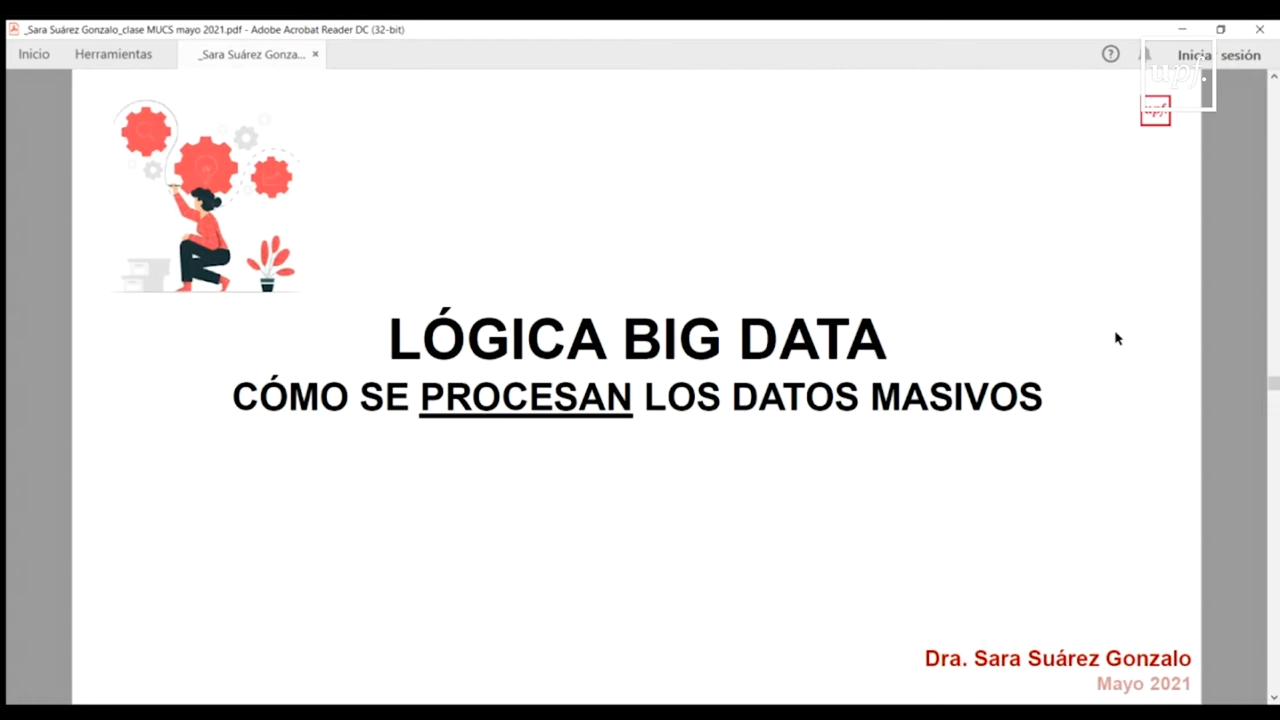 _Sara Suárez Gonzalo_clase MUCS mayo 2021.pdf - Adobe Acrobat Reader DC (32-bit)
Inicio
Herramientas
_Sara Suárez Gonza...
Iniciar sesión
upf.
upf.
LÓGICA BIG DATA
CÓMO SE PROCESAN LOS DATOS MASIVOS
Dra. Sara Suárez Gonzalo
Mayo 2021